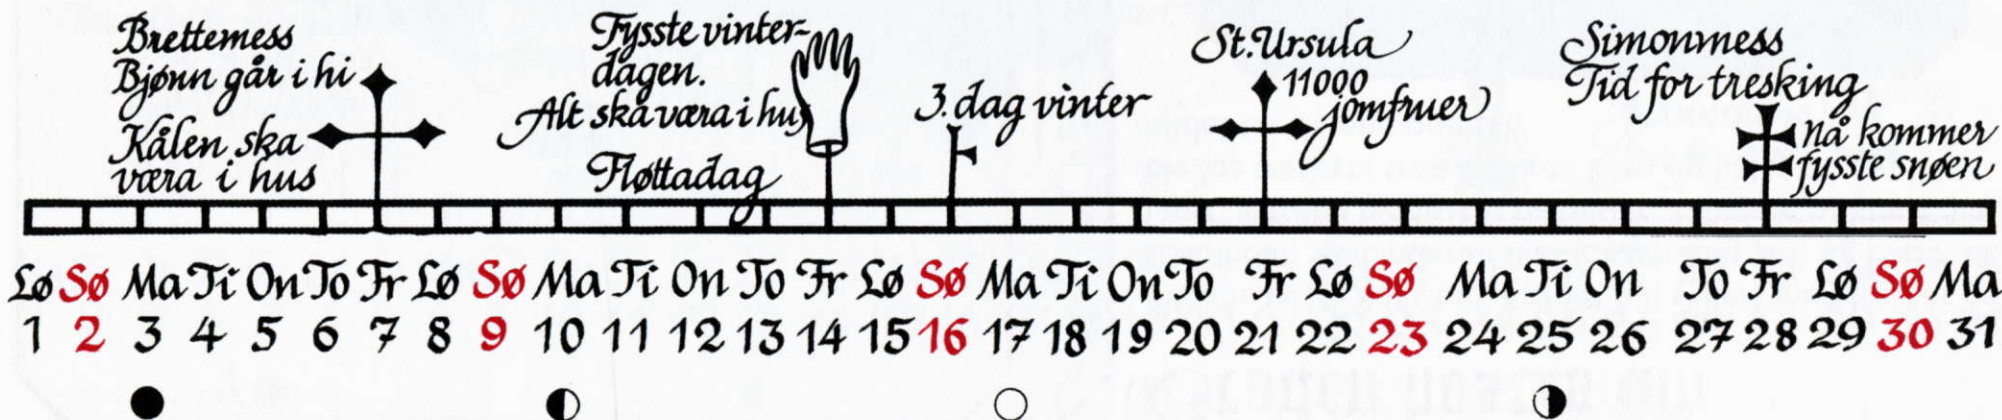 Brettemess
Bjønn går i hi
Kålen ska
væra i hus
Fysste vinter-
dagen.
Alt ska væra i hus
Fløttadag
3. dag vinter
St. Ursula
11000
jomfruer
Simonmess
Tid for tresking
nå kommer
fysste snøen
Lø Sø Ma Ti On To Fr Lø Sø Ma Ti On To Fr Lø Sø Ma Ti On To Fr Lø Sø Ma Ti On To Fr Lø Sø Ma
1 2 3 4 5 6 7 8 9 10 11 12 13 14 15 16 17 18 19 20 21 22 23 24 25 26 27 28 29 30 31